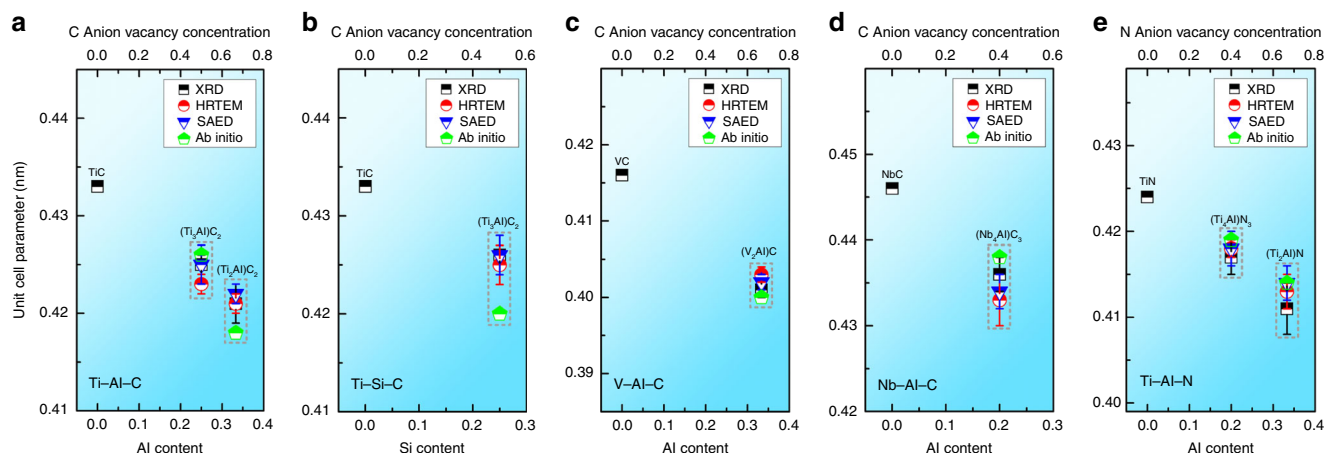 a
C Anion vacancy concentration
0.0 0.2 0.4 0.6 0.8
XRD
HRTEM
SAED
Ab initio
Unit cell parameter (nm)
0.44
0.43
0.42
0.41
TiC
(Ti3Al)C2
(Ti2Al)C2
Ti–Al–C
0.0 0.1 0.2 0.3 0.4
Al content
b
C Anion vacancy concentration
0.0 0.2 0.4 0.6
XRD
HRTEM
SAED
Ab initio
0.44
0.43
0.42
0.41
TiC
(Ti3Al)C2
Ti–Si–C
0.0 0.1 0.2 0.3
Si content
c
C Anion vacancy concentration
0.0 0.2 0.4 0.6 0.8
XRD
HRTEM
SAED
Ab initio
0.42
0.41
0.40
0.39
VC
(V2Al)C
V–Al–C
0.0 0.1 0.2 0.3 0.4
Al content
d
C Anion vacancy concentration
0.0 0.2 0.4 0.6
XRD
HRTEM
SAED
Ab initio
0.45
0.44
0.43
0.42
NbC
(Nb4Al)C3
Nb–Al–C
0.0 0.1 0.2 0.3
Al content
e
N Anion vacancy concentration
0.0 0.2 0.4 0.6 0.8
XRD
HRTEM
SAED
Ab initio
0.43
0.42
0.41
0.40
TiN
(Ti4Al)N3
(Ti2Al)N
Ti–Al–N
0.0 0.1 0.2 0.3 0.4
Al content